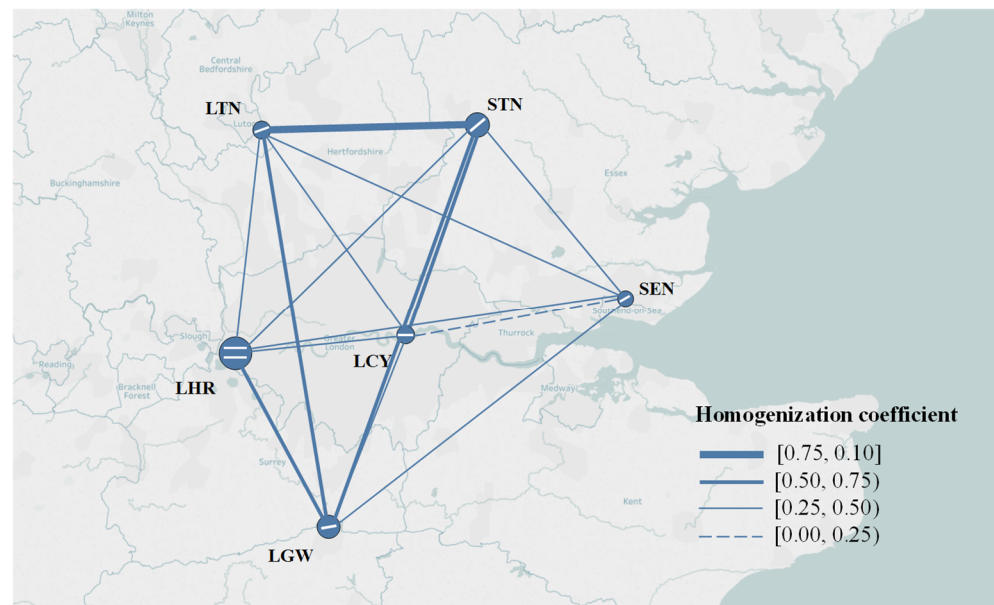 Milton
Keynes
Central
Bedfordshire
LTN
STN
Luton
Hertfordshire
Buckinghamshire
Essex
SEN
Southend-on-Sea
Slough
Greater
London
Thurrock
LCY
Reading
LHR
Bracknell
Forest
Medway
Homogenization coefficient
[0.75, 0.10]
Surrey
[0.50, 0.75)
Kent
[0.25, 0.50)
[0.00, 0.25)
LGW